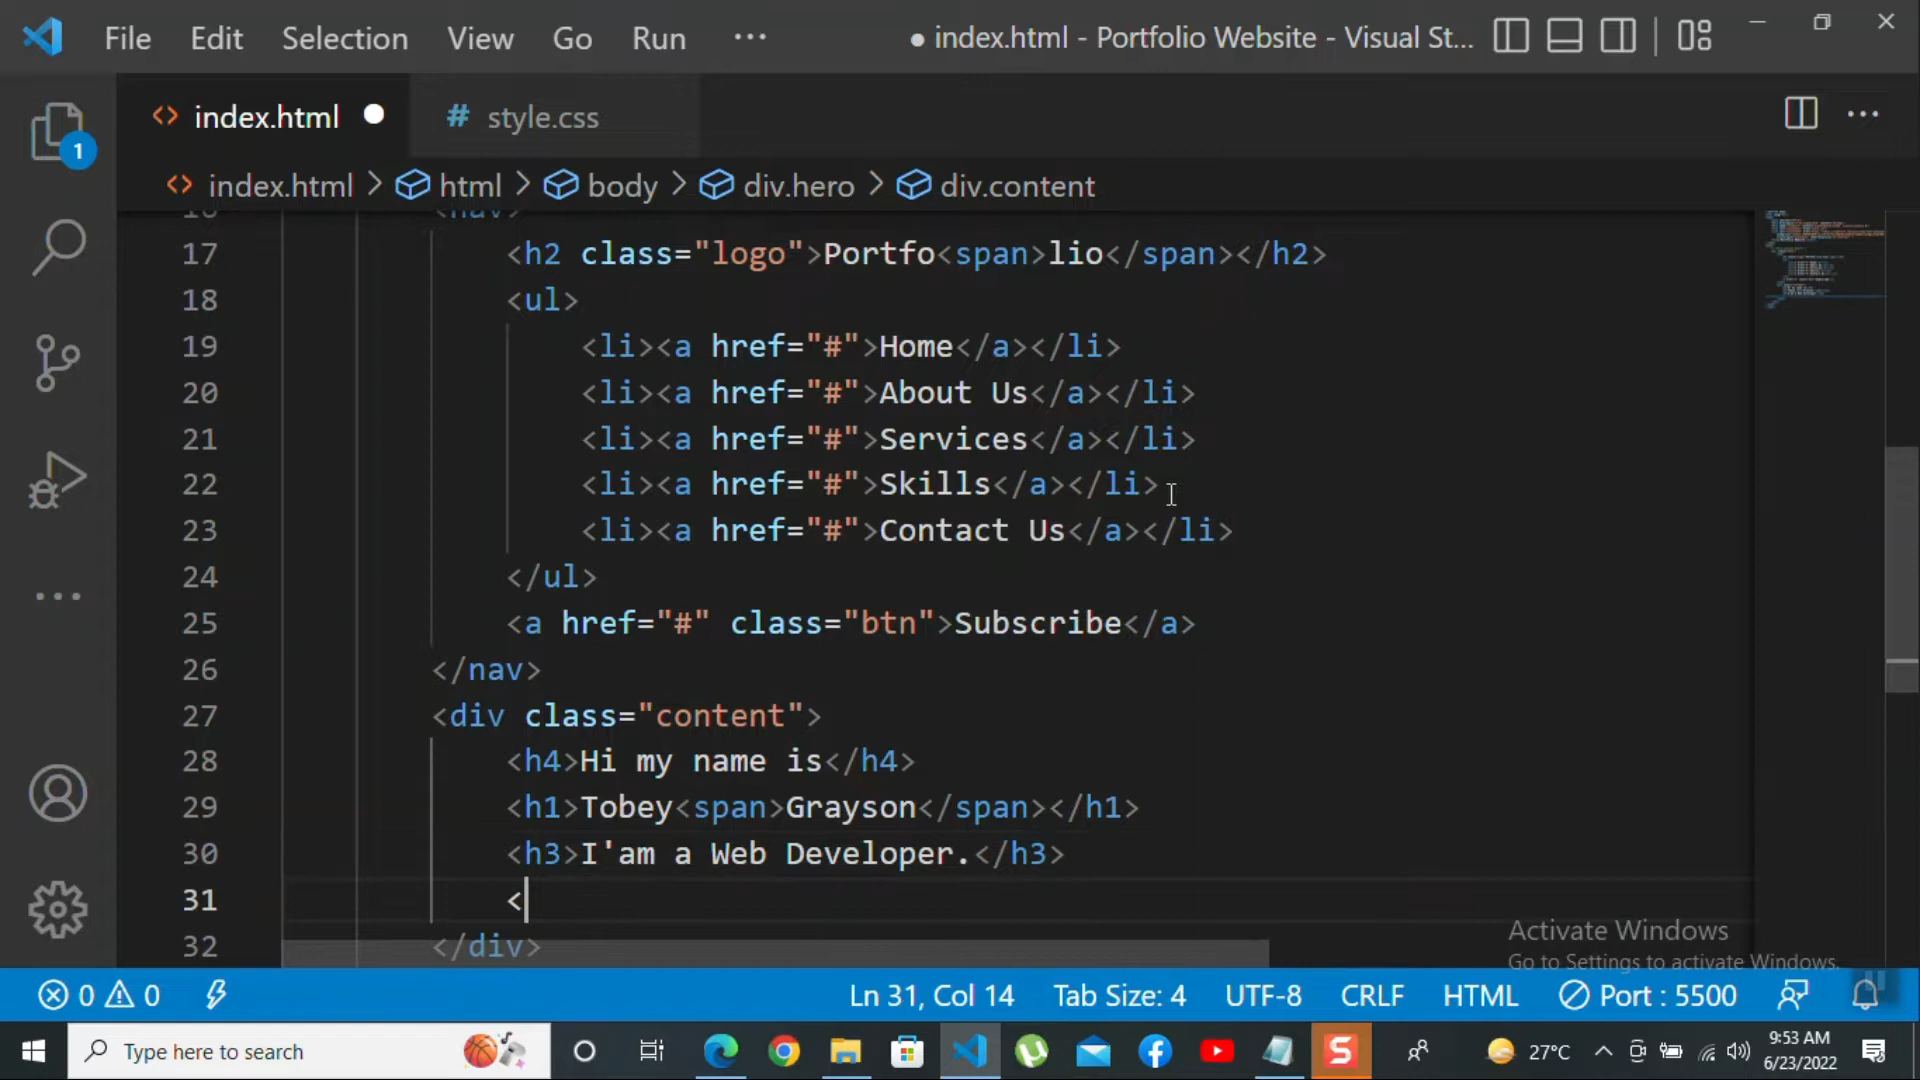 File Edit Selection View Go Run ··· ● index.html - Portfolio Website - Visual St...
<> index.html ● # style.css
1
<> index.html > html > body > div.hero > div.content
16 <nav>
17 <h2 class="logo">Portfo<span>lio</span></h2>
18 <ul>
19 <li><a href="#">Home</a></li>
20 <li><a href="#">About Us</a></li>
21 <li><a href="#">Services</a></li>
22 <li><a href="#">Skills</a></li>
23 <li><a href="#">Contact Us</a></li>
24 </ul>
25 <a href="#" class="btn">Subscribe</a>
26 </nav>
27 <div class="content">
28 <h4>Hi my name is</h4>
29 <h1>Tobey<span>Grayson</span></h1>
30 <h3>I'am a Web Developer.</h3>
31 <
32 </div>
Activate Windows
Go to Settings to activate Windows.
0 0 Ln 31, Col 14 Tab Size: 4 UTF-8 CRLF HTML Port : 5500
Type here to search S 27°C 9:53 AM
6/23/2022